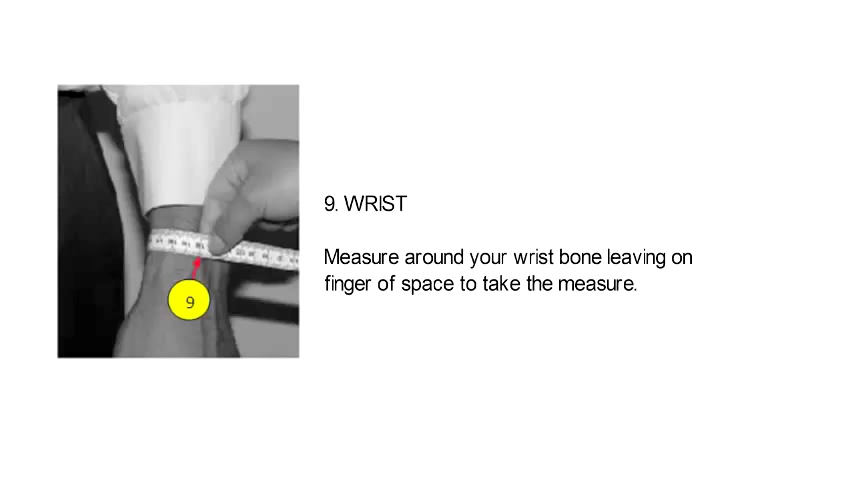 9. WRIST
Measure around your wrist bone leaving on
finger of space to take the measure.
9